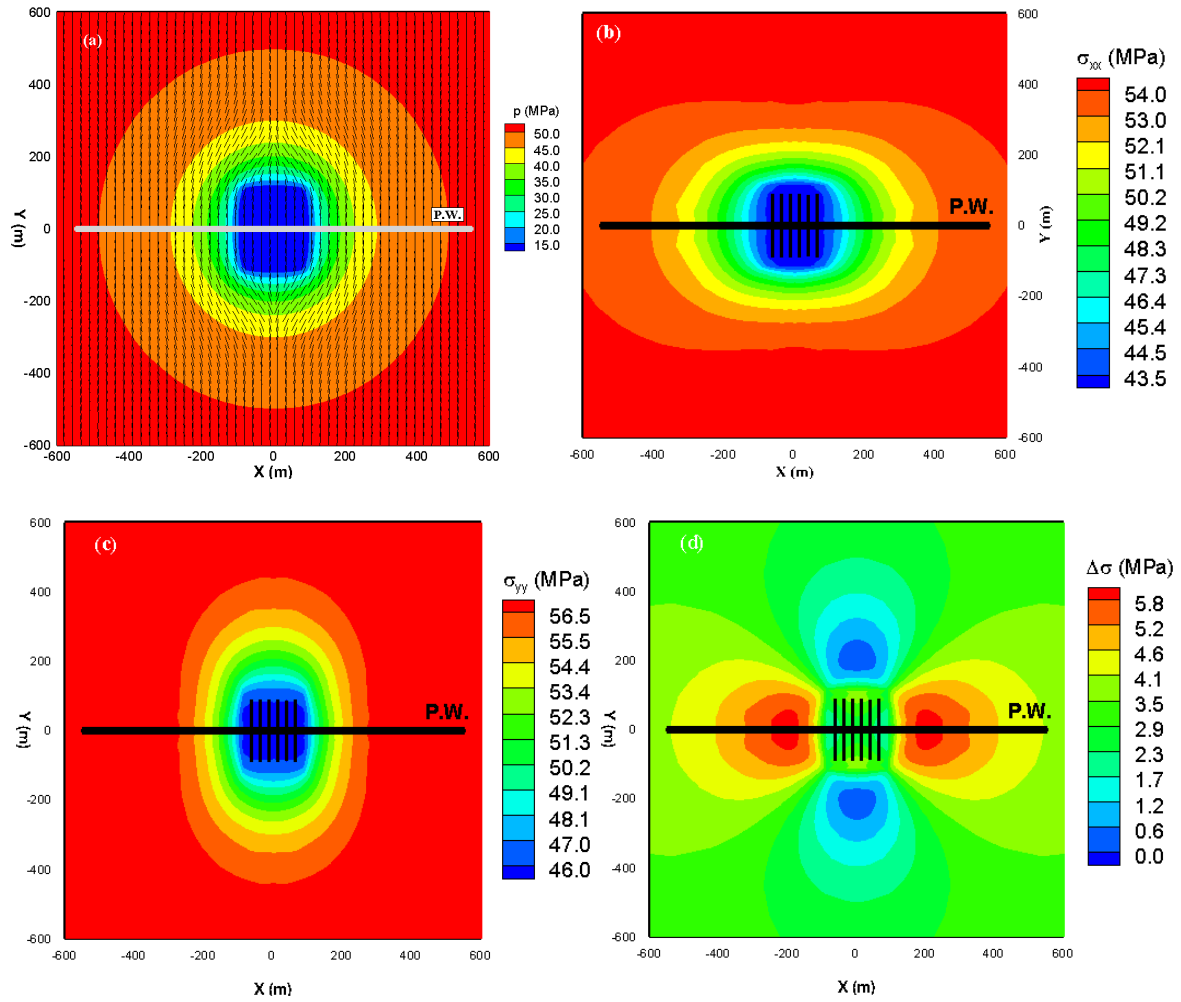 (a)
600
400
200
0
-200
-400
-600
Y (m)
-600 -400 -200 0 200 400 600
X (m)
P.W.
p (MPa)
50.0
45.0
40.0
35.0
30.0
25.0
20.0
15.0
(b)
P.W.
600
400
200
0
-200
-400
-600
Y (m)
-600 -400 -200 0 200 400 600
X (m)
σxx (MPa)
54.0
53.0
52.1
51.1
50.2
49.2
48.3
47.3
46.4
45.4
44.5
43.5
(c)
600
400
200
0
-200
-400
-600
Y (m)
P.W.
-600 -400 -200 0 200 400 600
X (m)
σyy (MPa)
56.5
55.5
54.4
53.4
52.3
51.3
50.2
49.1
48.1
47.0
46.0
(d)
600
400
200
0
-200
-400
-600
Y (m)
P.W.
-600 -400 -200 0 200 400 600
X (m)
Δσ (MPa)
5.8
5.2
4.6
4.1
3.5
2.9
2.3
1.7
1.2
0.6
0.0